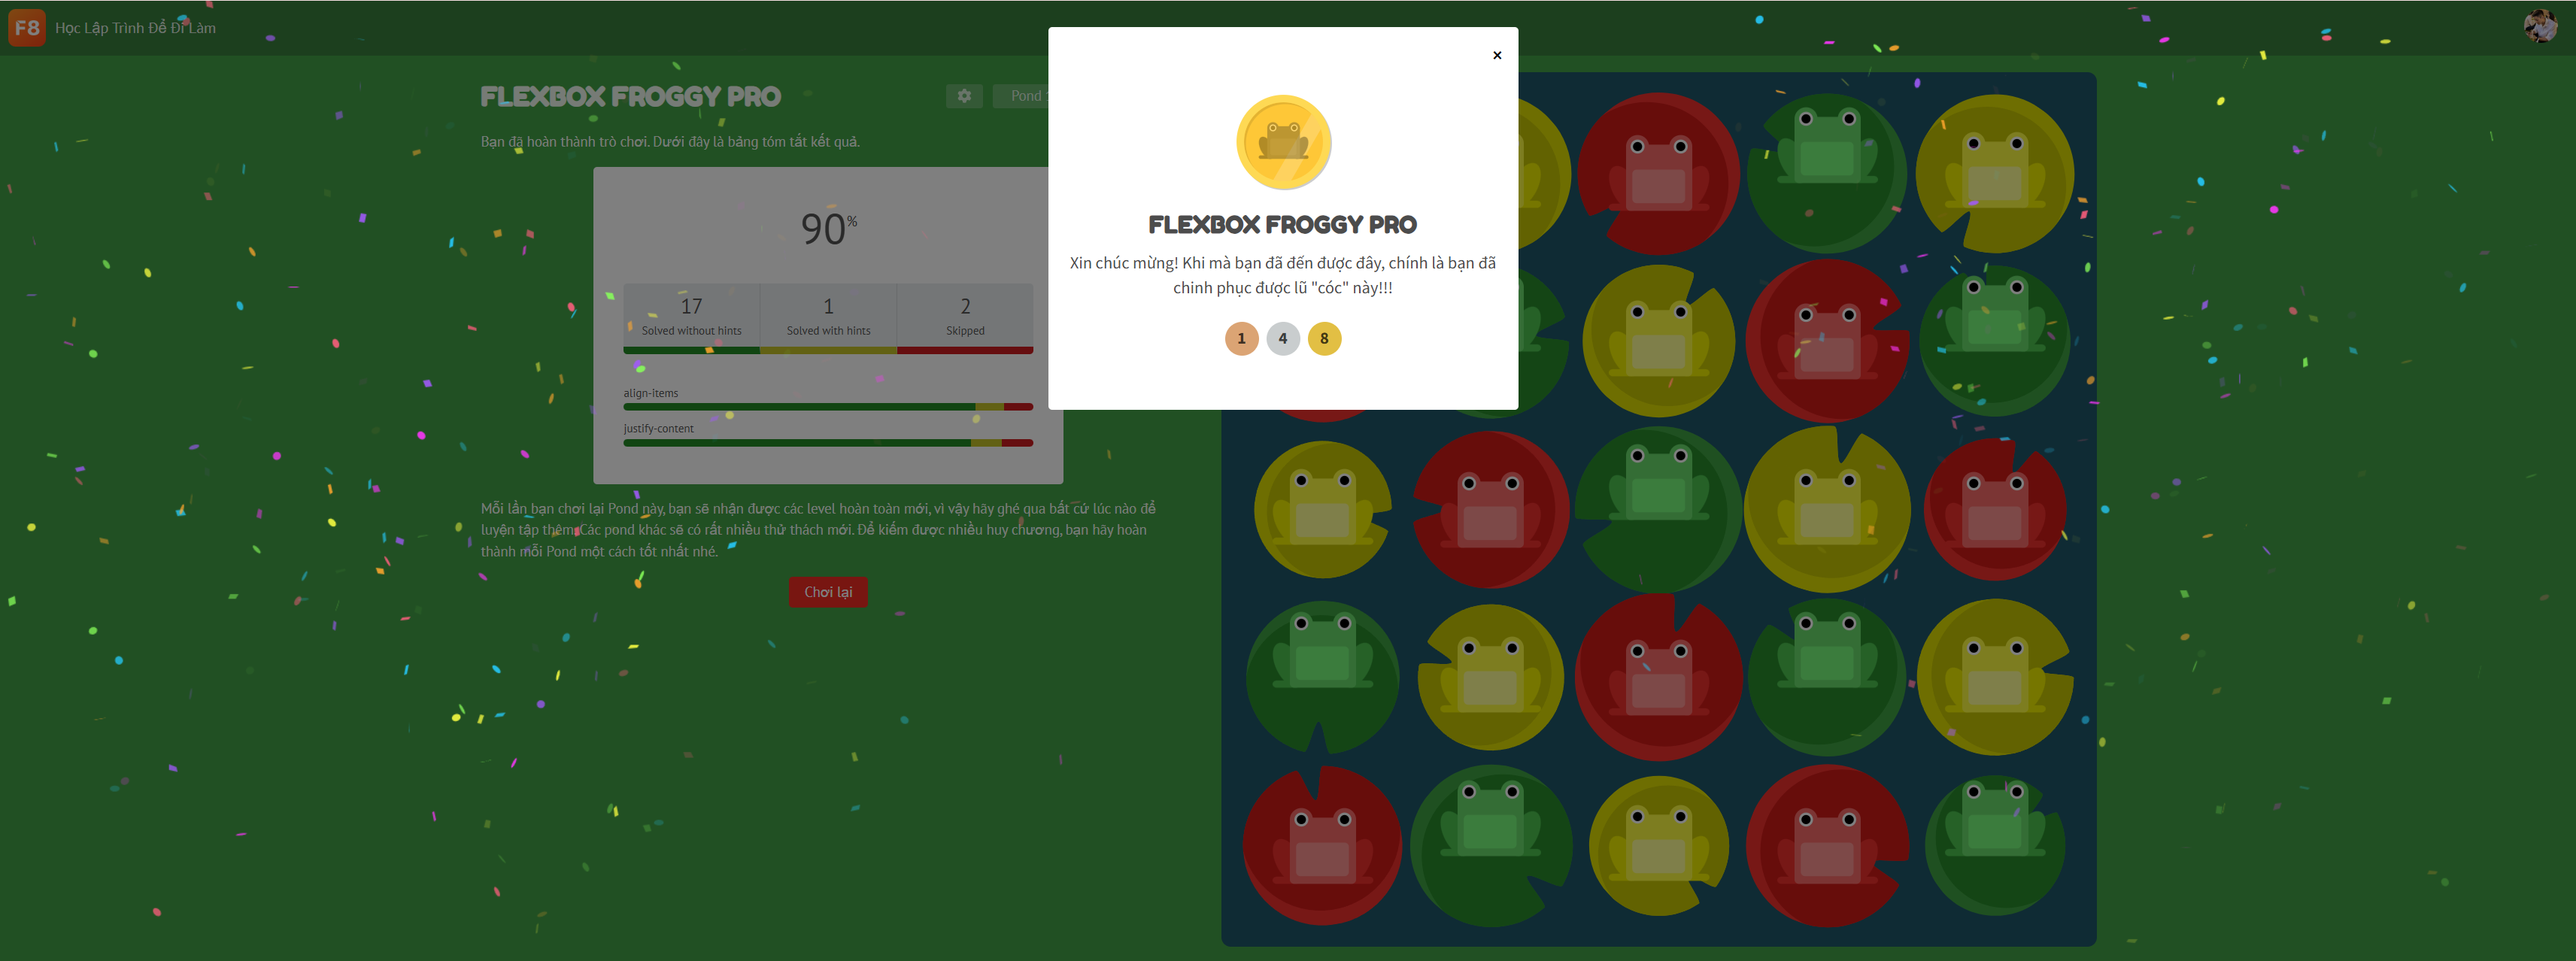 F8 Học Lập Trình Để Đi Làm
×
FLEXBOX FROGGY PRO
Xin chúc mừng! Khi mà bạn đã đến được đây, chính là bạn đã
chinh phục được lũ "cóc" này!!!
1 4 8
FLEXBOX FROGGY PRO
Pond
Bạn đã hoàn thành trò chơi. Dưới đây là bảng tóm tắt kết quả.
90%
17 1 2
Solved without hints Solved with hints Skipped
align-items
justify-content
Mỗi lần bạn chơi lại Pond này, bạn sẽ nhận được các level hoàn toàn mới, vì vậy hãy ghé qua bất cứ lúc nào để
luyện tập thêm. Các pond khác sẽ có rất nhiều thử thách mới. Để kiếm được nhiều huy chương, bạn hãy hoàn
thành mỗi Pond một cách tốt nhất nhé.
Chơi lại